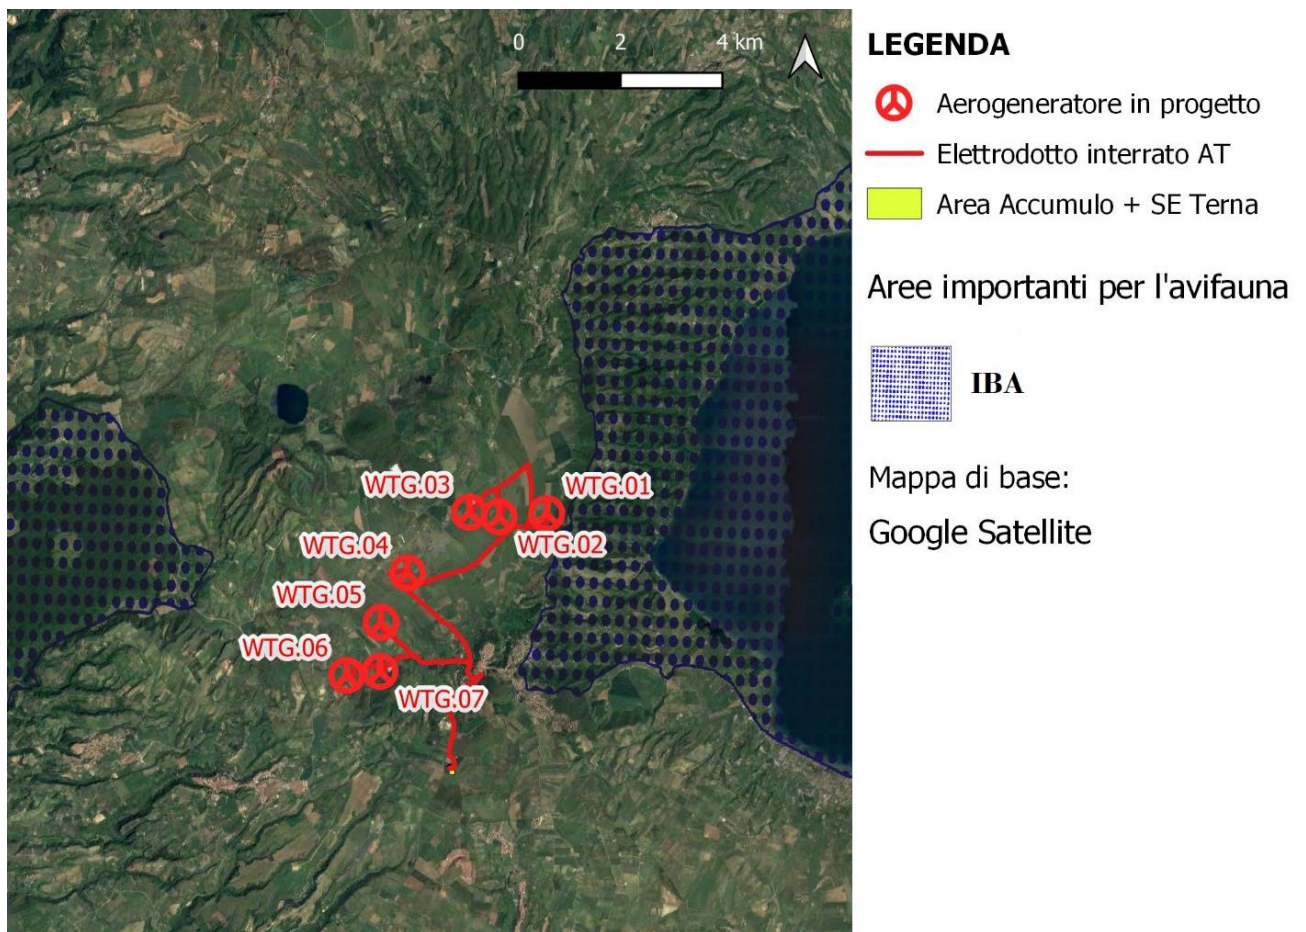 0 2 4 km
WTG.03
WTG.01
WTG.02
WTG.04
WTG.05
WTG.06
WTG.07
LEGENDA
Aerogeneratore in progetto
Elettrodotto interrato AT
Area Accumulo + SE Terna
Aree importanti per l'avifauna
IBA
Mappa di base:
Google Satellite